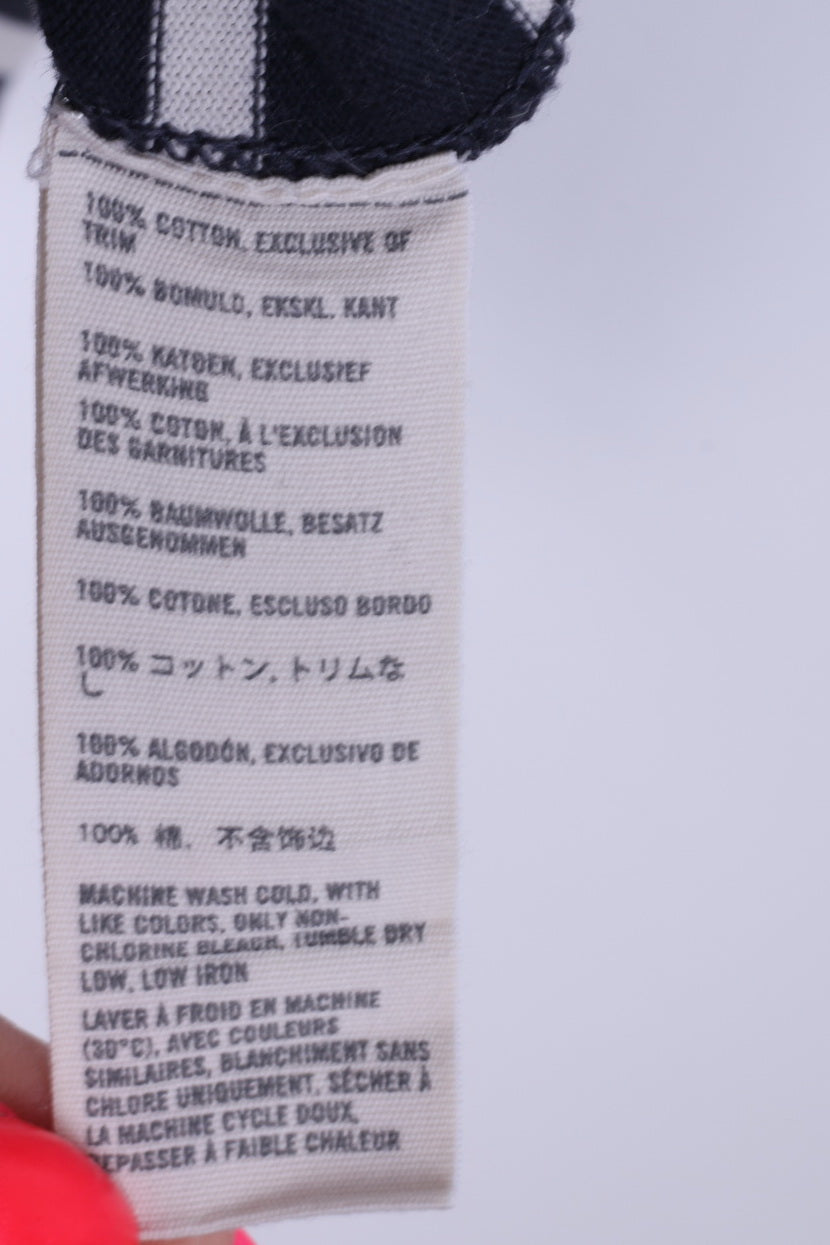 100% COTTON, EXCLUSIVE OF
TRIM
100% BOMULD, EKSKL. KANT
100% KATOEN, EXCLUSIEF
AFWERKING
100% COTON, À L'EXCLUSION
DES GARNITURES
100% BAUMWOLLE, BESATZ
AUSGENOMMEN
100% COTONE, ESCLUSO BORDO
100% コットン, トリムな
し
100% ALGODÓN, EXCLUSIVO DE
ADORNOS
100% 棉. 不含饰边
MACHINE WASH COLD, WITH
LIKE COLORS, ONLY NON-
CHLORINE BLEACH, TUMBLE DRY
LOW, LOW IRON
LAVER À FROID EN MACHINE
(30°C), AVEC COULEURS
SIMILAIRES, BLANCHIMENT SANS
CHLORE UNIQUEMENT, SÉCHER À
LA MACHINE CYCLE DOUX,
REPASSER À FAIBLE CHALEUR